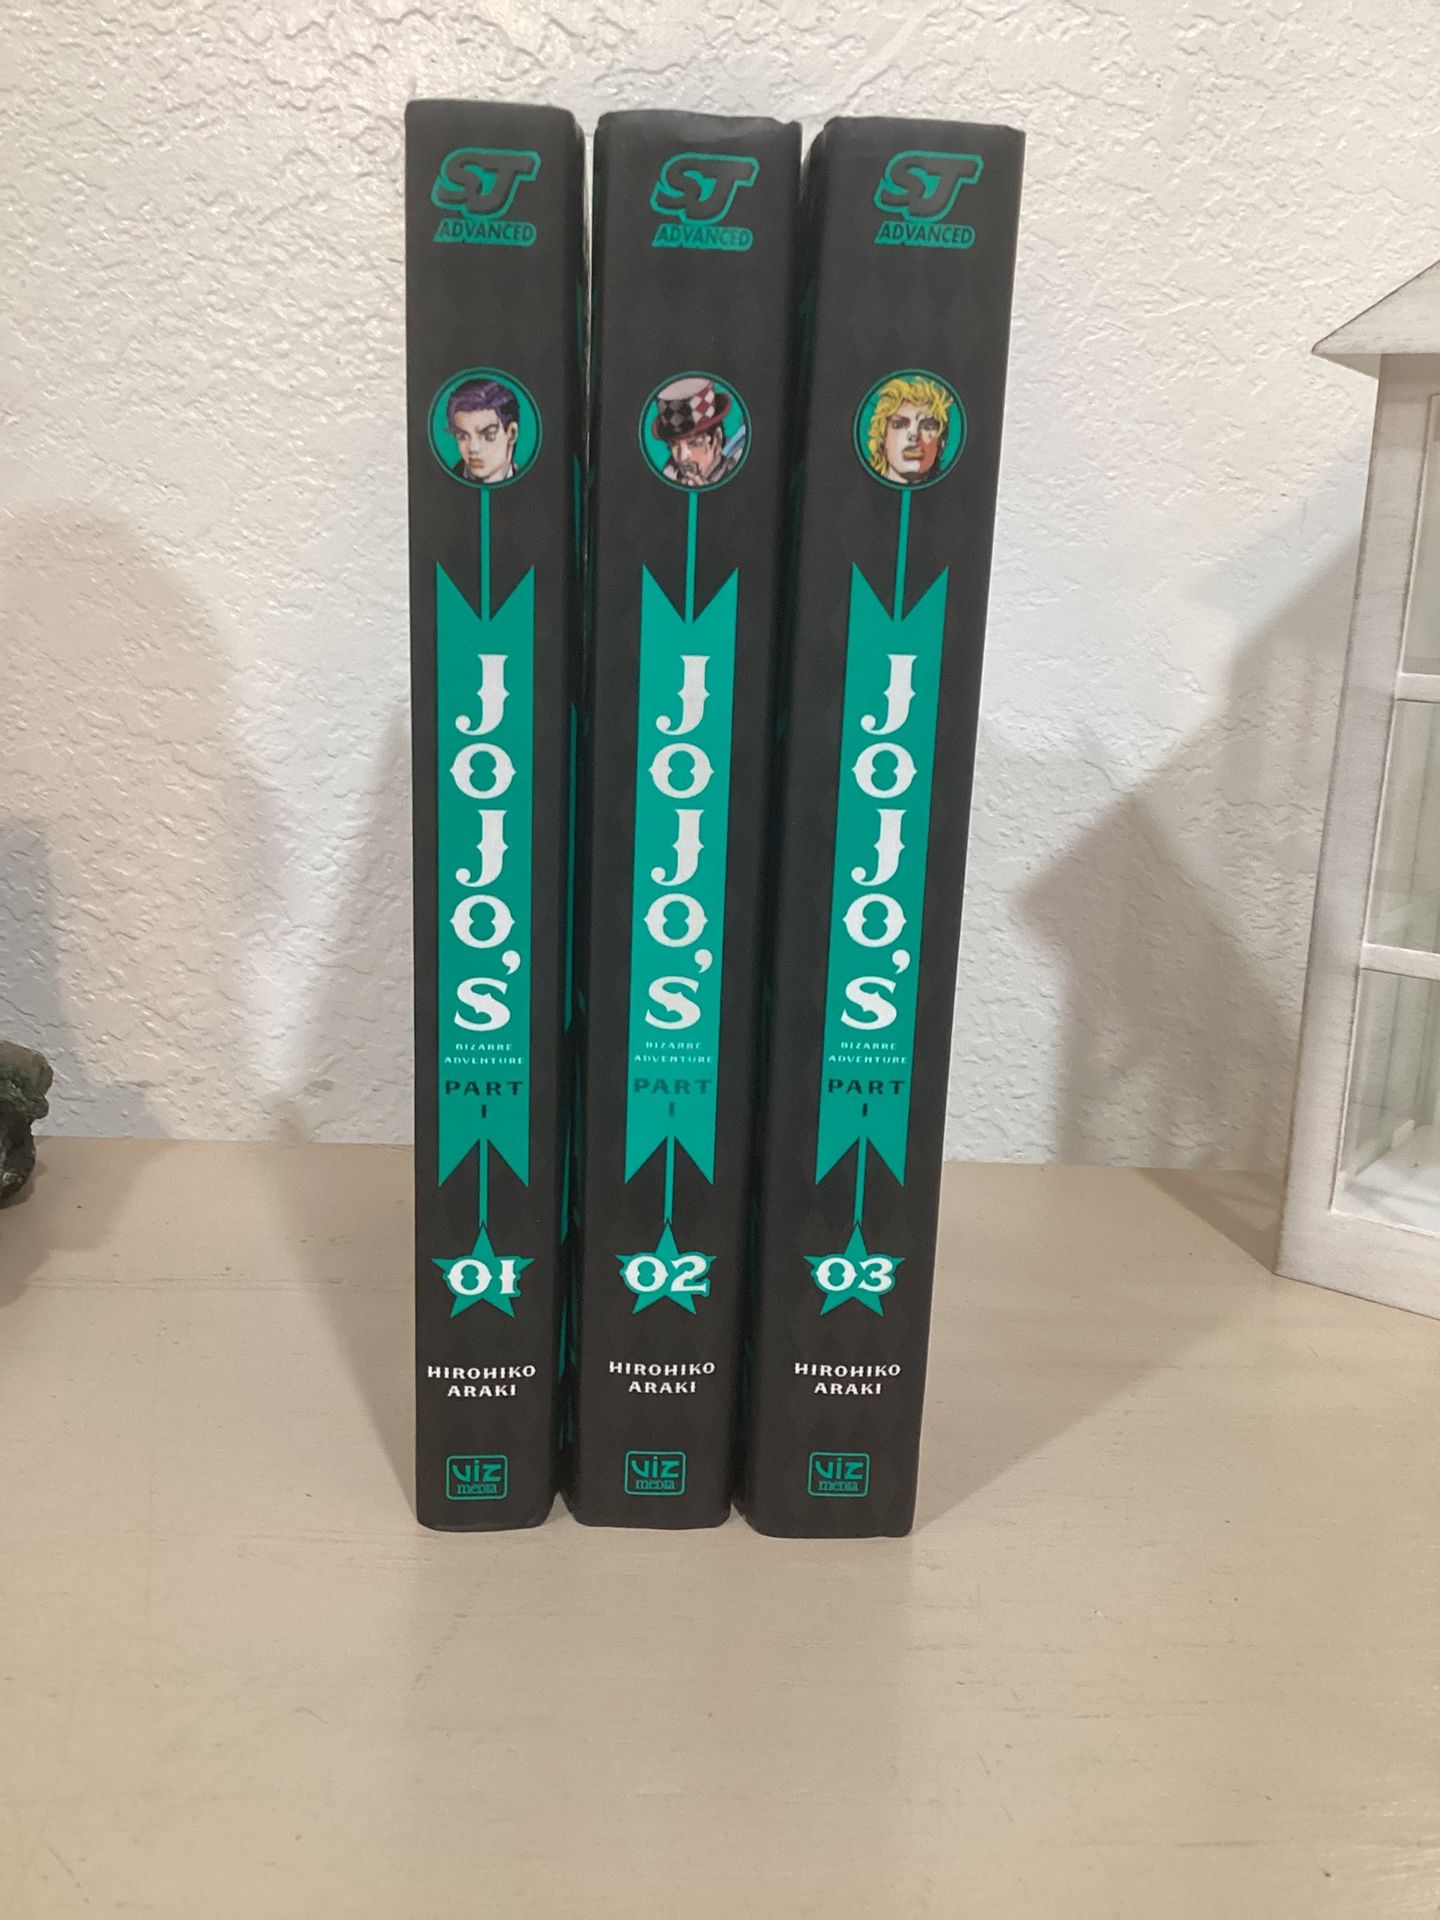 SJ
ADVANCED
JOJO'S
BIZARRE
ADVENTURE
PART
I
01
HIROHIKO
ARAKI
VIZ
media
SJ
ADVANCED
JOJO'S
BIZARRE
ADVENTURE
PART
I
02
HIROHIKO
ARAKI
VIZ
media
SJ
ADVANCED
JOJO'S
BIZARRE
ADVENTURE
PART
I
03
HIROHIKO
ARAKI
VIZ
media